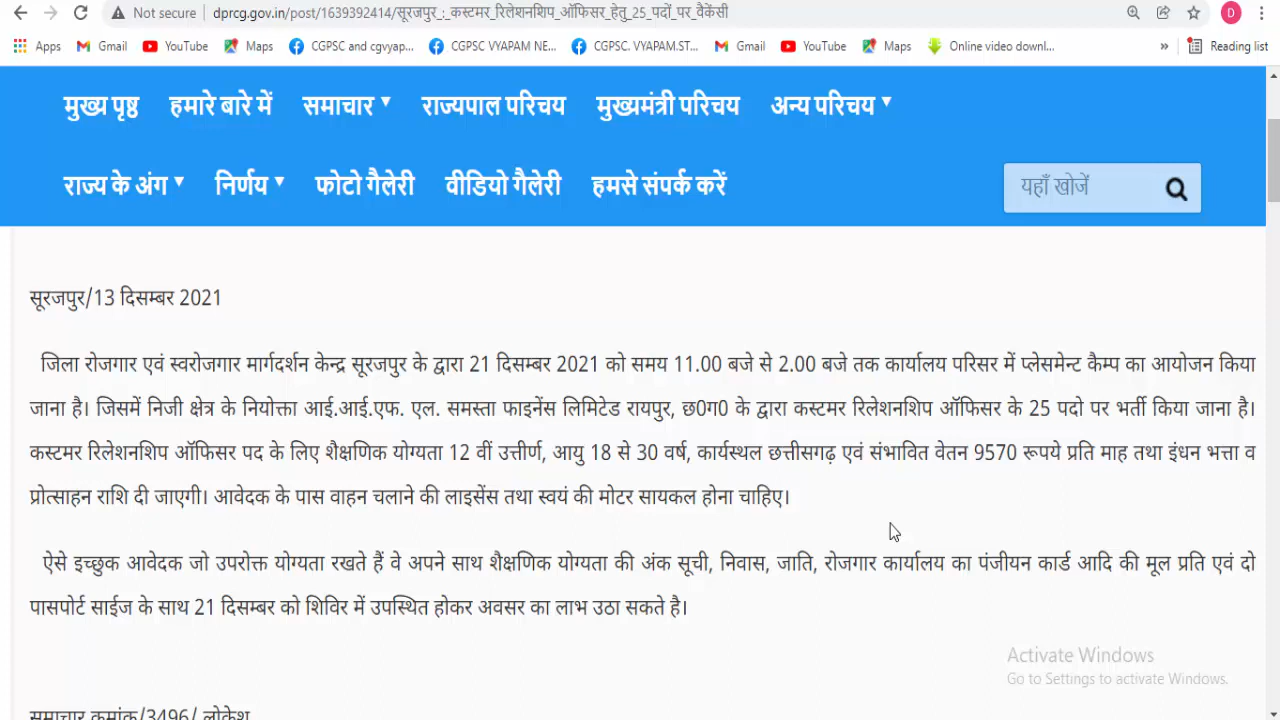 Not secure | dprcg.gov.in/post/1639392414/सूरजपुर_:_कस्टमर_रिलेशनशिप_ऑफिसर_हेतु_25_पदों_पर_वैकेंसी
D
Apps Gmail YouTube Maps CGPSC and cgvyap... CGPSC VYAPAM NE... CGPSC. VYAPAM.ST... Gmail YouTube Maps Online video downl... » Reading list
मुख्य पृष्ठ हमारे बारे में समाचार राज्यपाल परिचय मुख्यमंत्री परिचय अन्य परिचय
राज्य के अंग निर्णय फोटो गैलेरी वीडियो गैलेरी हमसे संपर्क करें यहाँ खोजें
सूरजपुर/13 दिसम्बर 2021
जिला रोजगार एवं स्वरोजगार मार्गदर्शन केन्द्र सूरजपुर के द्वारा 21 दिसम्बर 2021 को समय 11.00 बजे से 2.00 बजे तक कार्यालय परिसर में प्लेसमेन्ट कैम्प का आयोजन किया
जाना है। जिसमें निजी क्षेत्र के नियोक्ता आई.आई.एफ. एल. समस्ता फाइनेंस लिमिटेड रायपुर, छ0ग0 के द्वारा कस्टमर रिलेशनशिप ऑफिसर के 25 पदो पर भर्ती किया जाना है।
कस्टमर रिलेशनशिप ऑफिसर पद के लिए शैक्षणिक योग्यता 12 वीं उत्तीर्ण, आयु 18 से 30 वर्ष, कार्यस्थल छत्तीसगढ़ एवं संभावित वेतन 9570 रूपये प्रति माह तथा इंधन भत्ता व
प्रोत्साहन राशि दी जाएगी। आवेदक के पास वाहन चलाने की लाइसेंस तथा स्वयं की मोटर सायकल होना चाहिए।
ऐसे इच्छुक आवेदक जो उपरोक्त योग्यता रखते हैं वे अपने साथ शैक्षणिक योग्यता की अंक सूची, निवास, जाति, रोजगार कार्यालय का पंजीयन कार्ड आदि की मूल प्रति एवं दो
पासपोर्ट साईज के साथ 21 दिसम्बर को शिविर में उपस्थित होकर अवसर का लाभ उठा सकते है।
Activate Windows
Go to Settings to activate Windows.
समाचार क्रमांक/3496/ लोकेश